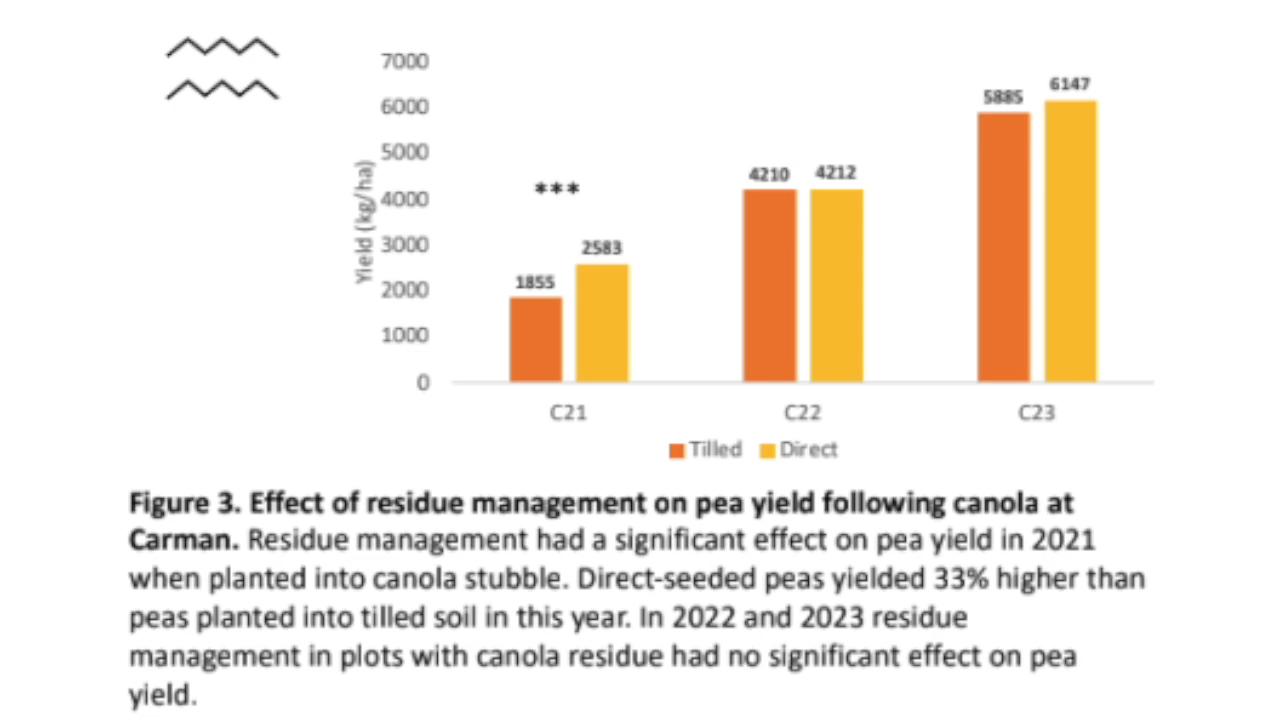 7000
6000
5000
4000
3000
2000
1000
0
Yield (kg/ha)
***
1855
2583
4210
4212
5885
6147
C21
C22
C23
Tilled Direct
Figure 3. Effect of residue management on pea yield following canola at
Carman. Residue management had a significant effect on pea yield in 2021
when planted into canola stubble. Direct-seeded peas yielded 33% higher than
peas planted into tilled soil in this year. In 2022 and 2023 residue
management in plots with canola residue had no significant effect on pea
yield.